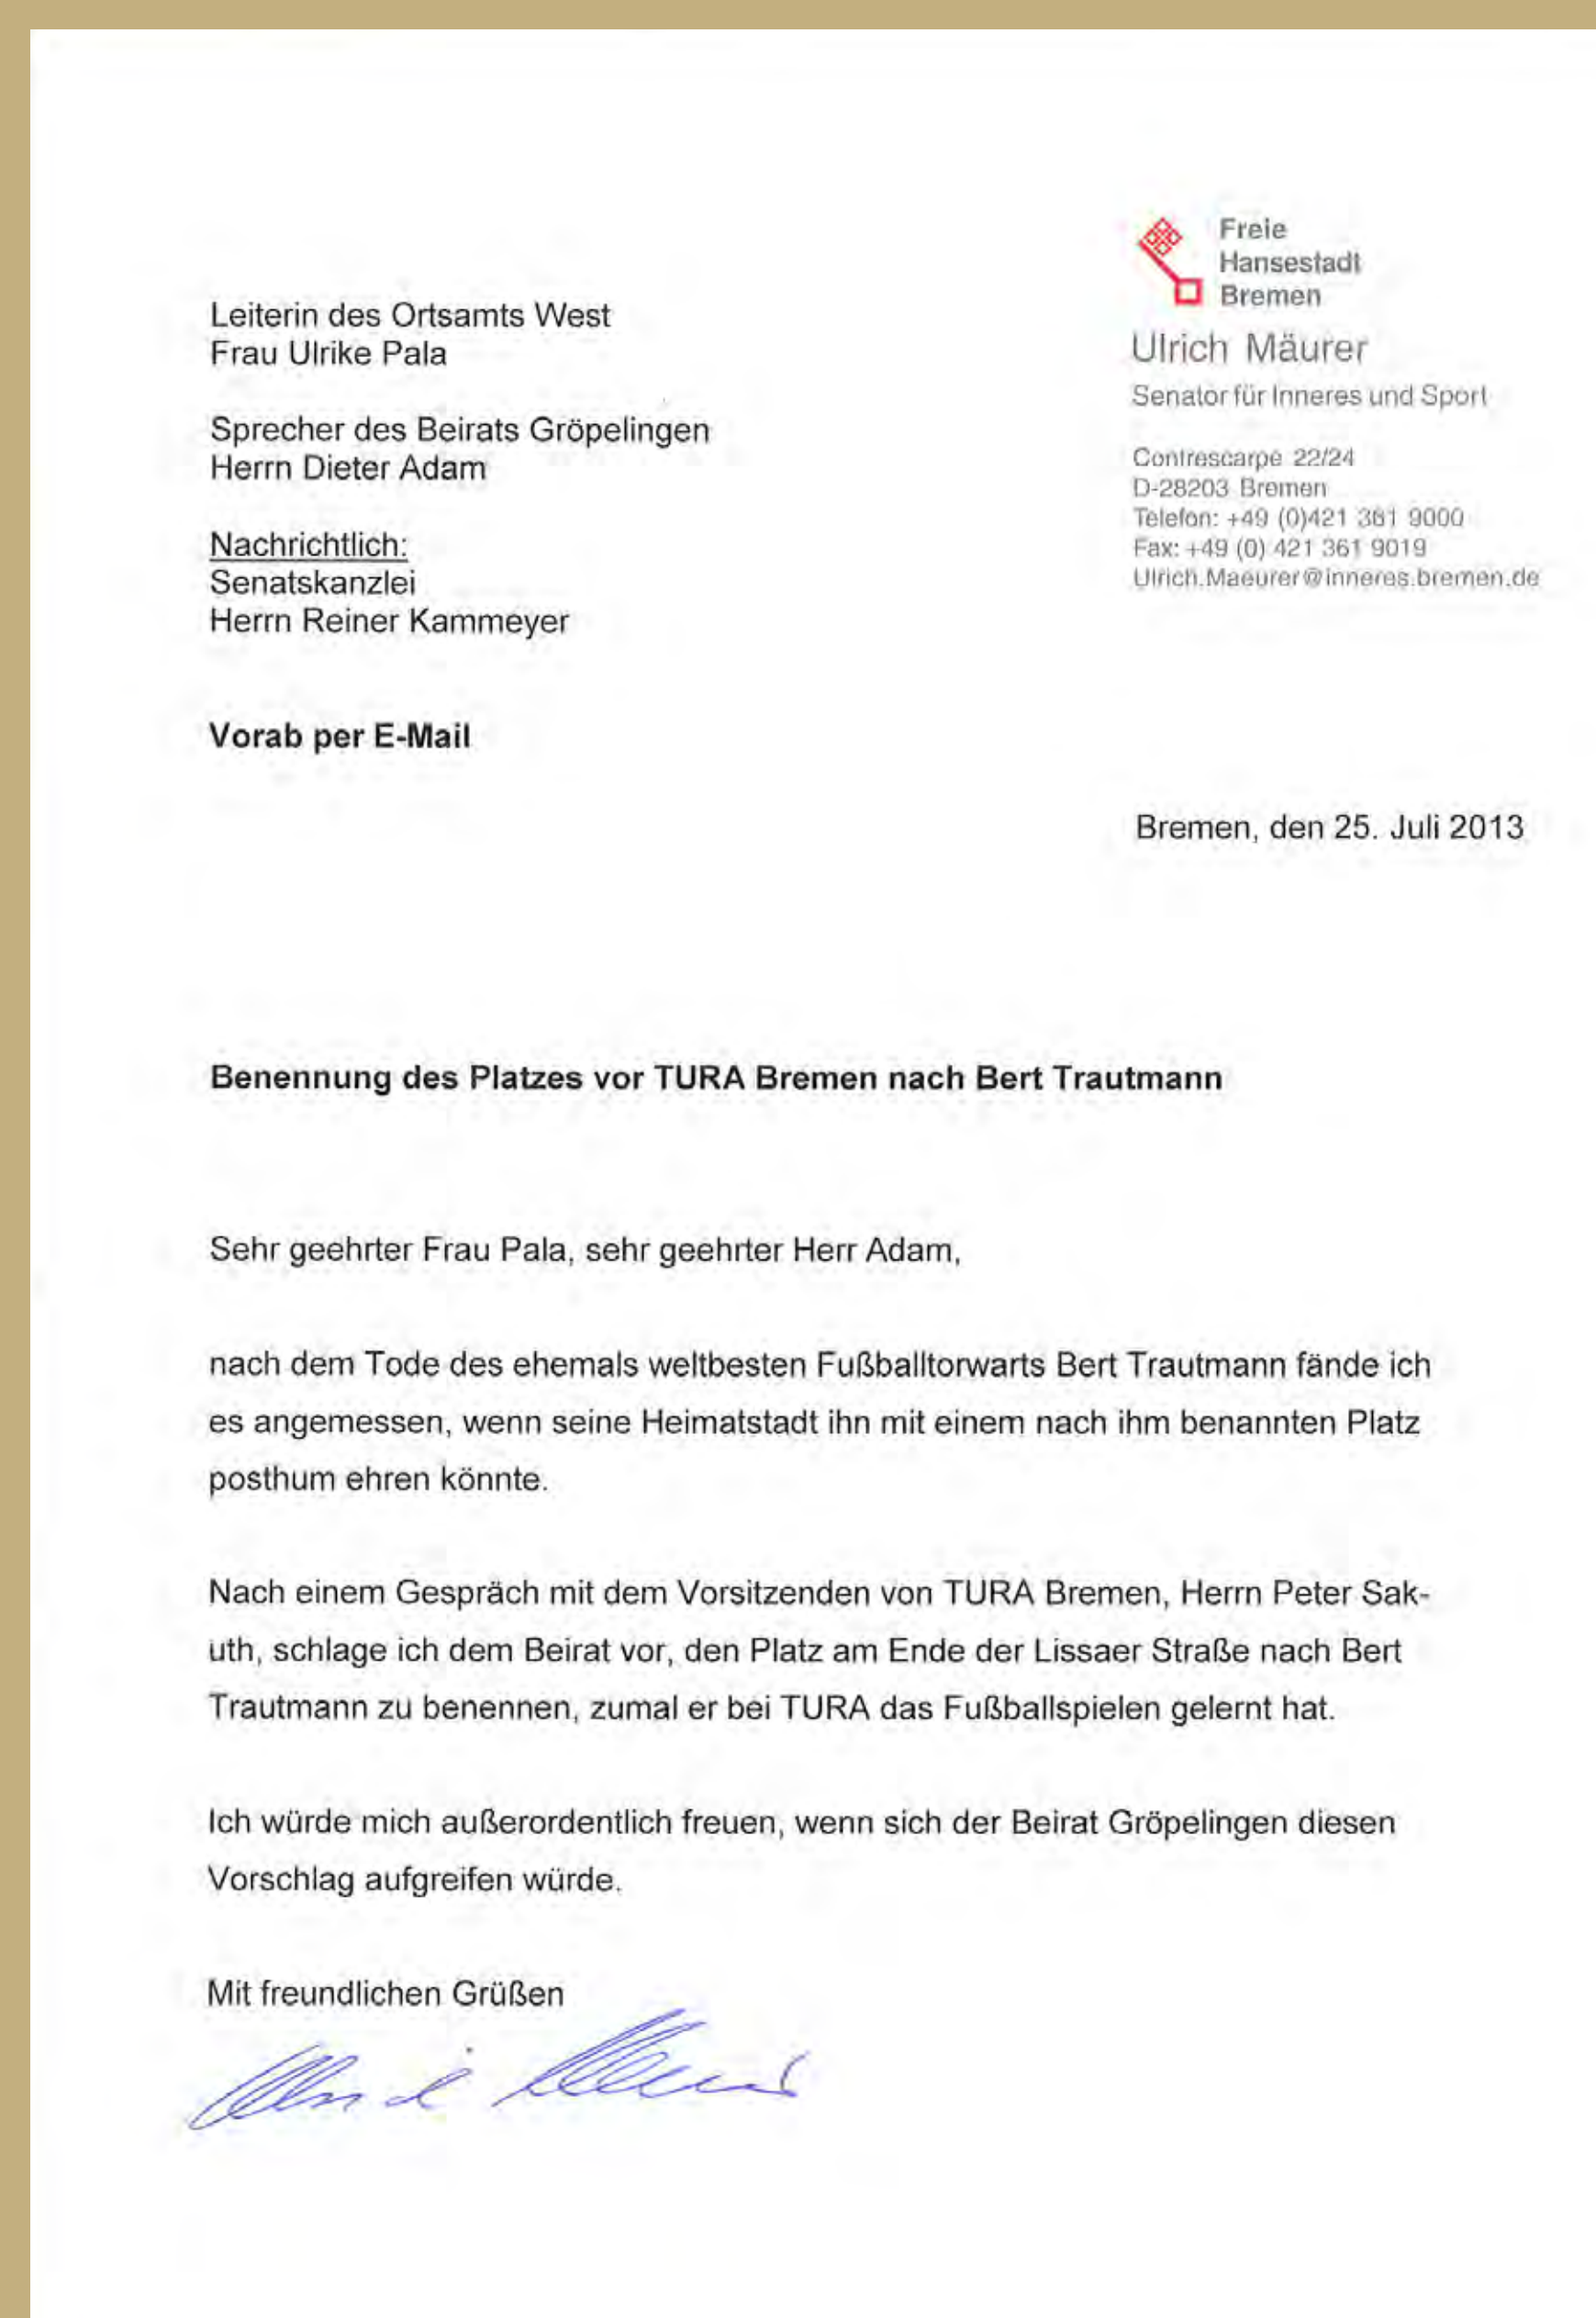 Freie
Hansestadt
Bremen
Ulrich Mäurer
Senator für Inneres und Sport
Contrescarpe 22/24
D-28203 Bremen
Telefon: +49 (0)421 361 9000
Fax: +49 (0) 421 361 9019
Ulrich.Maeurer@inneres.bremen.de
Leiterin des Ortsamts West
Frau Ulrike Pala
Sprecher des Beirats Gröpelingen
Herrn Dieter Adam
Nachrichtlich:
Senatskanzlei
Herrn Reiner Kammeyer
Vorab per E-Mail
Bremen, den 25. Juli 2013
Benennung des Platzes vor TURA Bremen nach Bert Trautmann
Sehr geehrter Frau Pala, sehr geehrter Herr Adam,
nach dem Tode des ehemals weltbesten Fußballtorwarts Bert Trautmann fände ich
es angemessen, wenn seine Heimatstadt ihn mit einem nach ihm benannten Platz
posthum ehren könnte.
Nach einem Gespräch mit dem Vorsitzenden von TURA Bremen, Herrn Peter Sak-
uth, schlage ich dem Beirat vor, den Platz am Ende der Lissaer Straße nach Bert
Trautmann zu benennen, zumal er bei TURA das Fußballspielen gelernt hat.
Ich würde mich außerordentlich freuen, wenn sich der Beirat Gröpelingen diesen
Vorschlag aufgreifen würde.
Mit freundlichen Grüßen